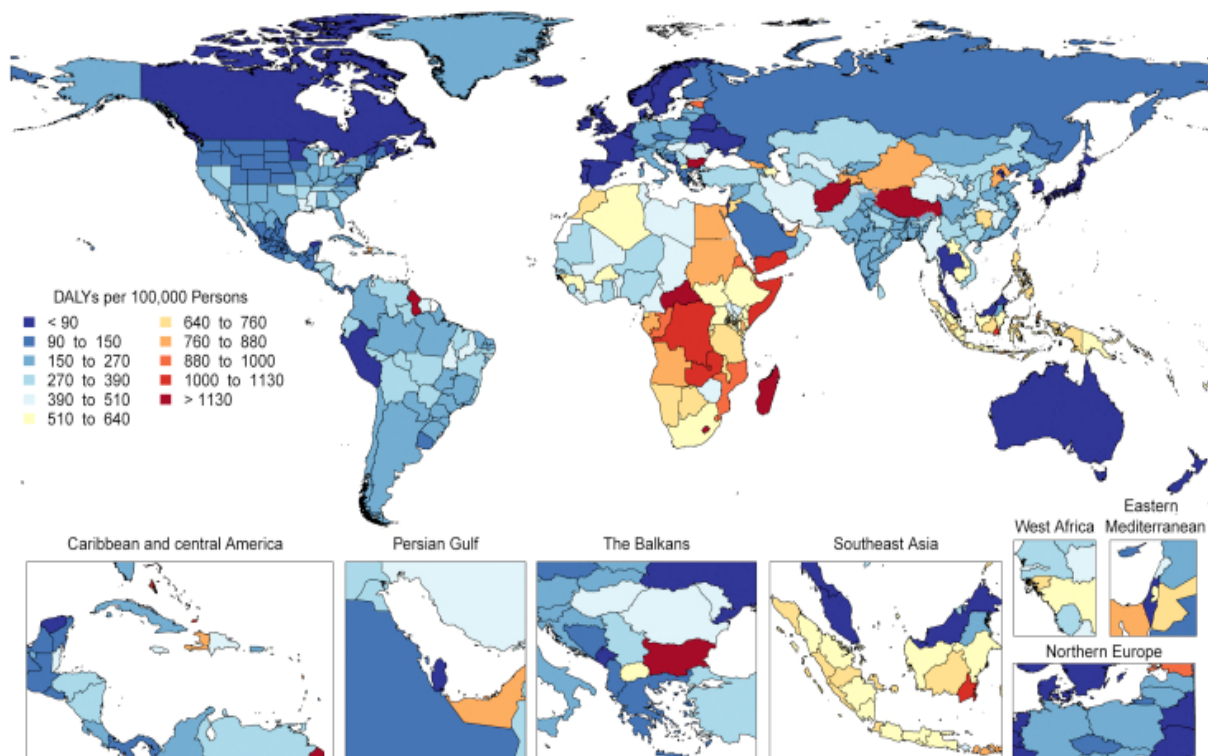 DALYs per 100,000 Persons
< 90
90 to 150
150 to 270
270 to 390
390 to 510
510 to 640
640 to 760
760 to 880
880 to 1000
1000 to 1130
> 1130
Caribbean and central America
Persian Gulf
The Balkans
Southeast Asia
West Africa
Eastern
Mediterranean
Northern Europe